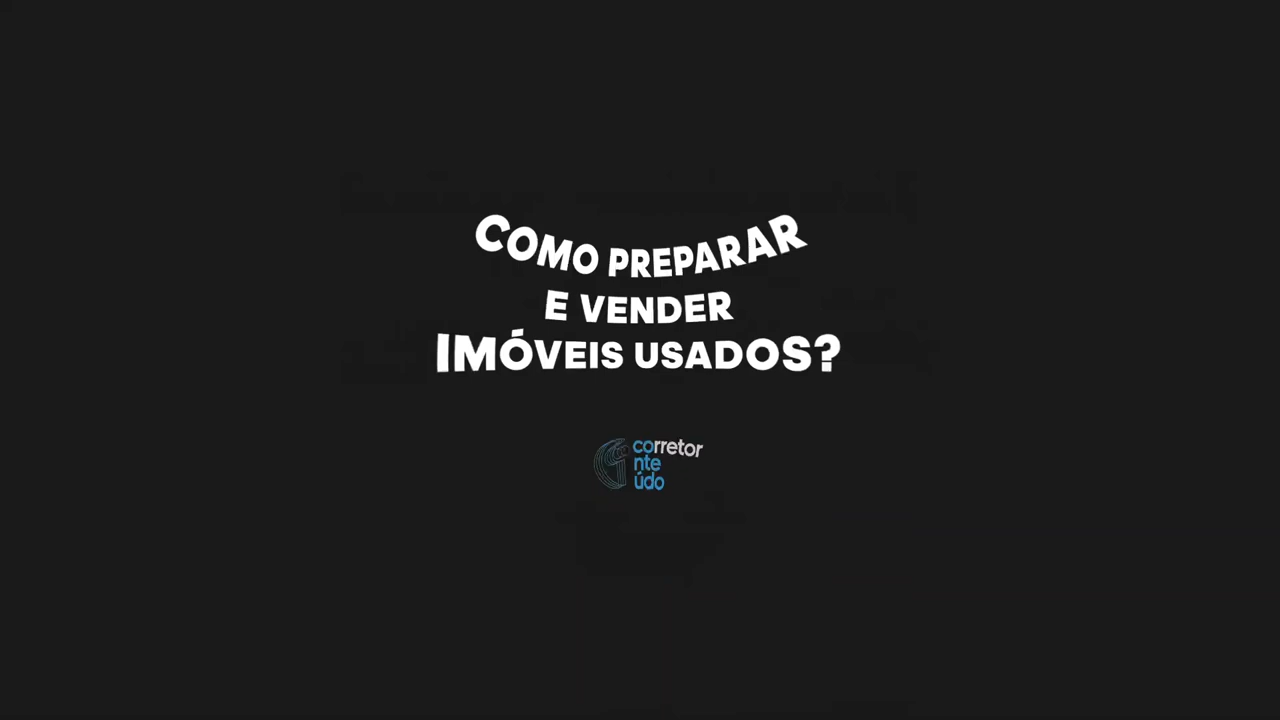 COMO PREPARAR
E VENDER
IMÓVEIS USADOS?
corretor
nte
údo